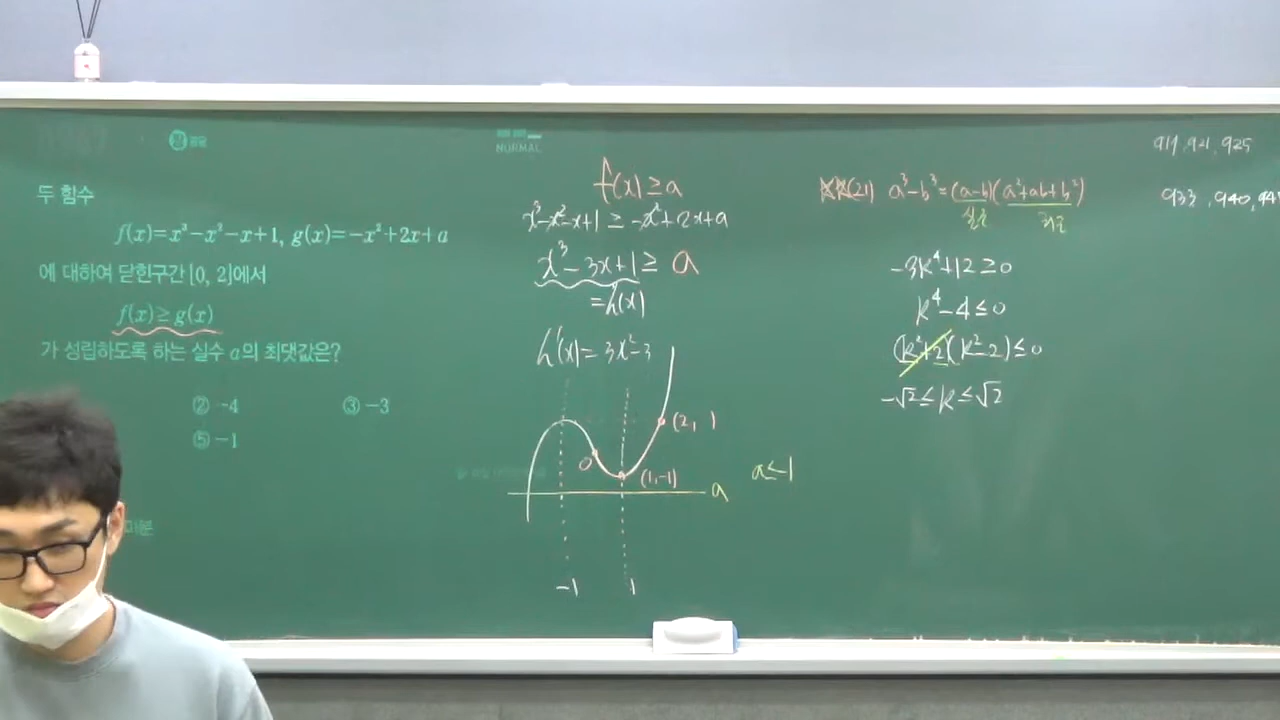 NORMAL
두 함수
f(x)=x³-x²-x+1, g(x)=-x²+2x+a
에 대하여 닫힌구간 [0, 2]에서
f(x)≥g(x)
가 성립하도록 하는 실수 a의 최댓값은?
② -4 ③ -3
⑤ -1
f(x)≥a
x³-x²-x+1≥-x²+2x+a
x³-3x+1≥a
=h(x)
h'(x)=3x²-3
(2, )
0
(1,-1)
a
a≤-1
-1 1
a³-b³=(a-b)(a²+ab+b²)
-3k⁴+12≥0
k⁴-4≤0
(k²+2)(k²-2)≤0
-√2≤k≤√2
919, 921, 925
933, 940,